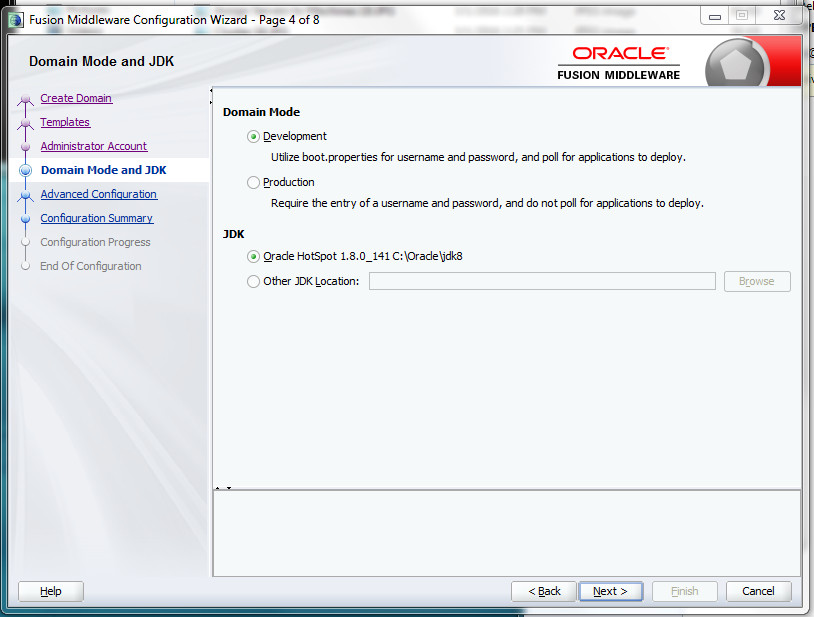 Fusion Middleware Configuration Wizard - Page 4 of 8
Domain Mode and JDK
ORACLE
FUSION MIDDLEWARE
Create Domain
Templates
Administrator Account
Domain Mode and JDK
Advanced Configuration
Configuration Summary
Configuration Progress
End Of Configuration
Domain Mode
Development
Utilize boot.properties for username and password, and poll for applications to deploy.
Production
Require the entry of a username and password, and do not poll for applications to deploy.
JDK
Oracle HotSpot 1.8.0_141 C:\Oracle\jdk8
Other JDK Location:
Browse
Help
< Back
Next >
Finish
Cancel